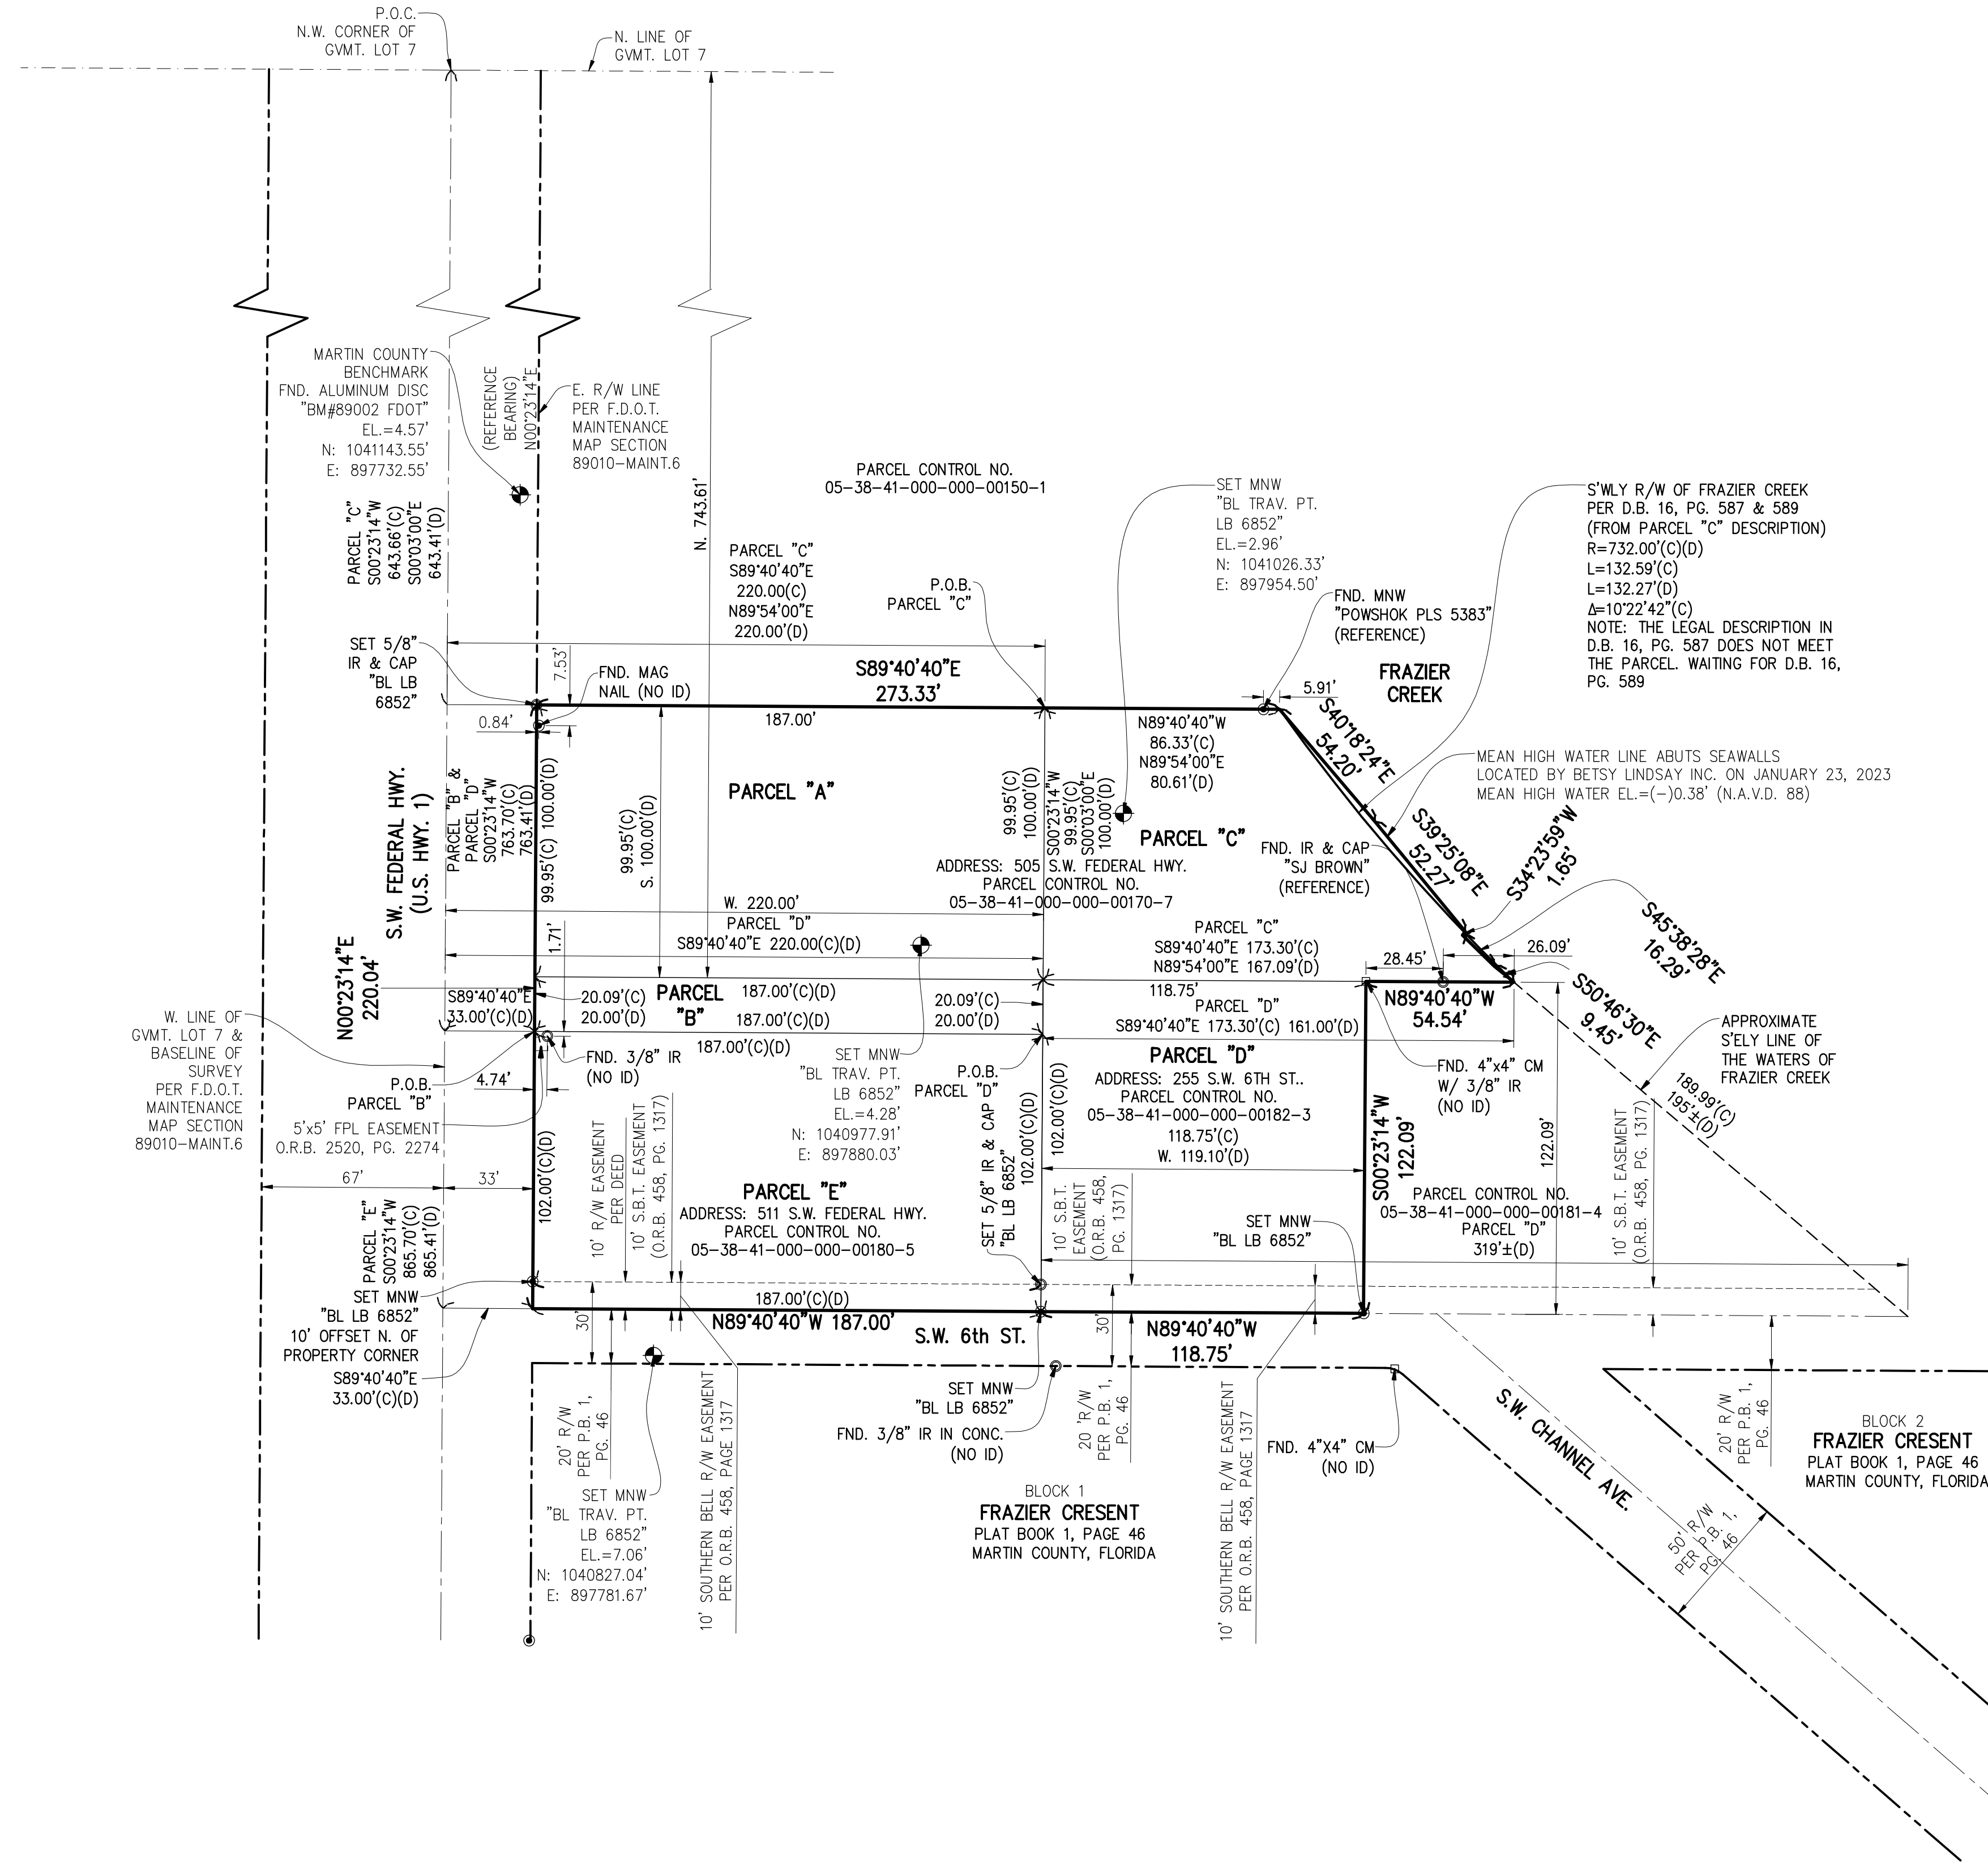 P.O.C.
N.W. CORNER OF
GVMT. LOT 7
N. LINE OF
GVMT. LOT 7
MARTIN COUNTY
BENCHMARK
FND. ALUMINUM DISC
"BM#89002 FDOT"
EL.=4.57'
N: 1041143.55'
E: 897732.55'
(REFERENCE
BEARING)
N00°23'14"E
E. R/W LINE
PER F.D.O.T.
MAINTENANCE
MAP SECTION
89010-MAINT.6
N. 743.61'
PARCEL CONTROL NO.
05-38-41-000-000-00150-1
PARCEL "C"
S00°23'14"W
643.66'(C)
S00°03'00"E
643.41'(D)
PARCEL "C"
S89°40'40"E
220.00(C)
N89°54'00"E
220.00'(D)
P.O.B.
PARCEL "C"
SET MNW
"BL TRAV. PT.
LB 6852"
EL.=2.96'
N: 1041026.33'
E: 897954.50'
FND. MNW
"POWSHOK PLS 5383"
(REFERENCE)
S'WLY R/W OF FRAZIER CREEK
PER D.B. 16, PG. 587 & 589
(FROM PARCEL "C" DESCRIPTION)
R=732.00'(C)(D)
L=132.59'(C)
L=132.27'(D)
Δ=10°22'42"(C)
NOTE: THE LEGAL DESCRIPTION IN
D.B. 16, PG. 587 DOES NOT MEET
THE PARCEL. WAITING FOR D.B. 16,
PG. 589
SET 5/8"
IR & CAP
"BL LB
6852"
7.53'
FND. MAG
NAIL (NO ID)
0.84'
S89°40'40"E
273.33'
187.00'
FRAZIER
CREEK
5.91'
N89°40'40"W
86.33'(C)
N89°54'00"E
80.61'(D)
S40°18'24"E
54.20'
MEAN HIGH WATER LINE ABUTS SEAWALLS
LOCATED BY BETSY LINDSAY INC. ON JANUARY 23, 2023
MEAN HIGH WATER EL.=(-)0.38' (N.A.V.D. 88)
S.W. FEDERAL HWY.
(U.S. HWY. 1)
PARCEL "B" &
PARCEL "D"
S00°23'14"W
763.70'(C)
763.41'(D)
99.95'(C) 100.00'(D)
99.95'(C)
S. 100.00'(D)
PARCEL "A"
99.95'(C)
100.00'(D)
S00°23'14"W
99.95'(C)
S00°03'00"E
100.00'(D)
PARCEL "C"
ADDRESS: 505 S.W. FEDERAL HWY.
PARCEL CONTROL NO.
05-38-41-000-000-00170-7
FND. IR & CAP
"SJ BROWN"
(REFERENCE)
S39°25'08"E
52.27'
S34°23'59"W
1.65'
S45°38'28"E
16.29'
W. 220.00'
PARCEL "D"
S89°40'40"E 220.00(C)(D)
PARCEL "C"
S89°40'40"E 173.30'(C)
N89°54'00"E 167.09'(D)
28.45'
26.09'
N00°23'14"E
220.04'
1.71'
S89°40'40"E
33.00'(C)(D)
20.09'(C)
20.00'(D)
PARCEL
"B"
187.00'(C)(D)
187.00'(C)(D)
187.00'(C)(D)
20.09'(C)
20.00'(D)
118.75'
PARCEL "D"
S89°40'40"E 173.30'(C) 161.00'(D)
N89°40'40"W
54.54'
S50°46'30"E
9.45'
APPROXIMATE
S'ELY LINE OF
THE WATERS OF
FRAZIER CREEK
W. LINE OF
GVMT. LOT 7 &
BASELINE OF
SURVEY
PER F.D.O.T.
MAINTENANCE
MAP SECTION
89010-MAINT.6
4.74'
FND. 3/8" IR
(NO ID)
P.O.B.
PARCEL "B"
5'x5' FPL EASEMENT
O.R.B. 2520, PG. 2274
SET MNW
"BL TRAV. PT.
LB 6852"
EL.=4.28'
N: 1040977.91'
E: 897880.03'
P.O.B.
PARCEL "D"
PARCEL "D"
ADDRESS: 255 S.W. 6TH ST..
PARCEL CONTROL NO.
05-38-41-000-000-00182-3
118.75'(C)
W. 119.10'(D)
FND. 4"x4" CM
W/ 3/8" IR
(NO ID)
189.99'(C)
195'±(D)
67'
33'
102.00'(C)(D)
10' R/W EASEMENT
PER DEED
10' S.B.T. EASEMENT
(O.R.B. 458, PG. 1317)
PARCEL "E"
ADDRESS: 511 S.W. FEDERAL HWY.
PARCEL CONTROL NO.
05-38-41-000-000-00180-5
SET 5/8" IR & CAP
"BL LB 6852"
102.00'(C)(D)
102.00'(C)(D)
10' S.B.T.
EASEMENT
(O.R.B. 458,
PG. 1317)
SET MNW
"BL LB 6852"
S00°23'14"W
122.09'
122.09'
PARCEL CONTROL NO.
05-38-41-000-000-00181-4
PARCEL "D"
319'±(D)
10' S.B.T. EASEMENT
(O.R.B. 458, PG. 1317)
PARCEL "E"
S00°23'14"W
865.70'(C)
865.41'(D)
SET MNW
"BL LB 6852"
10' OFFSET N. OF
PROPERTY CORNER
S89°40'40"E
33.00'(C)(D)
30'
187.00'(C)(D)
N89°40'40"W 187.00'
S.W. 6th ST.
30'
N89°40'40"W
118.75'
20' R/W
PER P.B. 1,
PG. 46
SET MNW
"BL TRAV. PT.
LB 6852"
EL.=7.06'
N: 1040827.04'
E: 897781.67'
10' SOUTHERN BELL R/W EASEMENT
PER O.R.B. 458, PAGE 1317
SET MNW
"BL LB 6852"
FND. 3/8" IR IN CONC.
(NO ID)
20 'R/W
PER P.B. 1,
PG. 46
10' SOUTHERN BELL R/W EASEMENT
PER O.R.B. 458, PAGE 1317
FND. 4"X4" CM
(NO ID)
BLOCK 1
FRAZIER CRESENT
PLAT BOOK 1, PAGE 46
MARTIN COUNTY, FLORIDA
S.W. CHANNEL AVE.
50' R/W
PER P.B. 1,
PG. 46
20' R/W
PER P.B. 1,
PG. 46
BLOCK 2
FRAZIER CRESENT
PLAT BOOK 1, PAGE 46
MARTIN COUNTY, FLORIDA